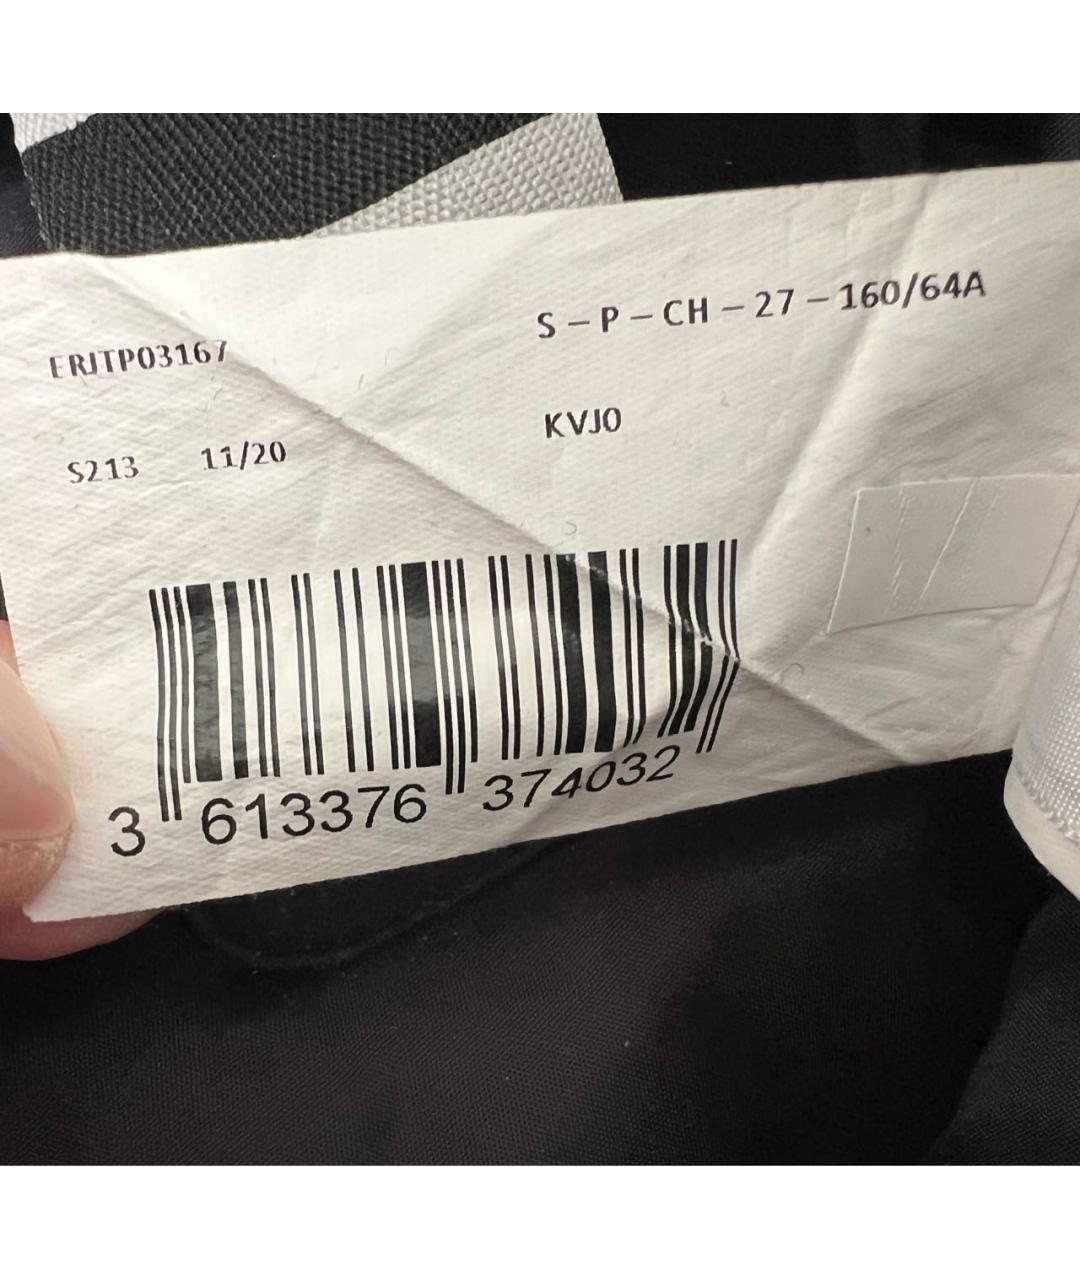 S – P – CH – 27 – 160/64A
ERJTP03167
KVJ0
S213 11/20
3 613376 374032